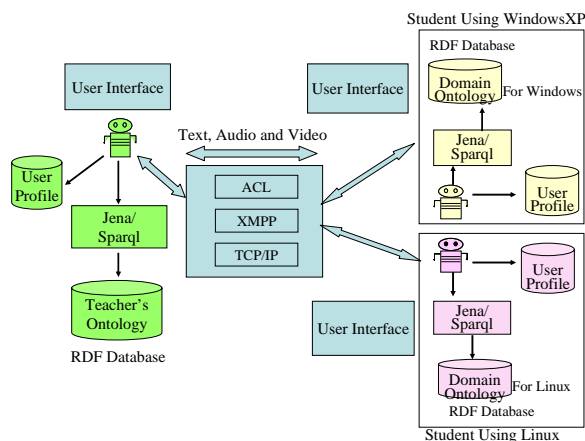 Student Using WindowsXP
RDF Database
Domain
Ontology
For Windows
Jena/
Sparql
User
Profile
User Interface
User Interface
Text, Audio and Video
User
Profile
Jena/
Sparql
Teacher's
Ontology
RDF Database
ACL
XMPP
TCP/IP
User Interface
User
Profile
Jena/
Sparql
Domain
Ontology
For Linux
RDF Database
Student Using Linux